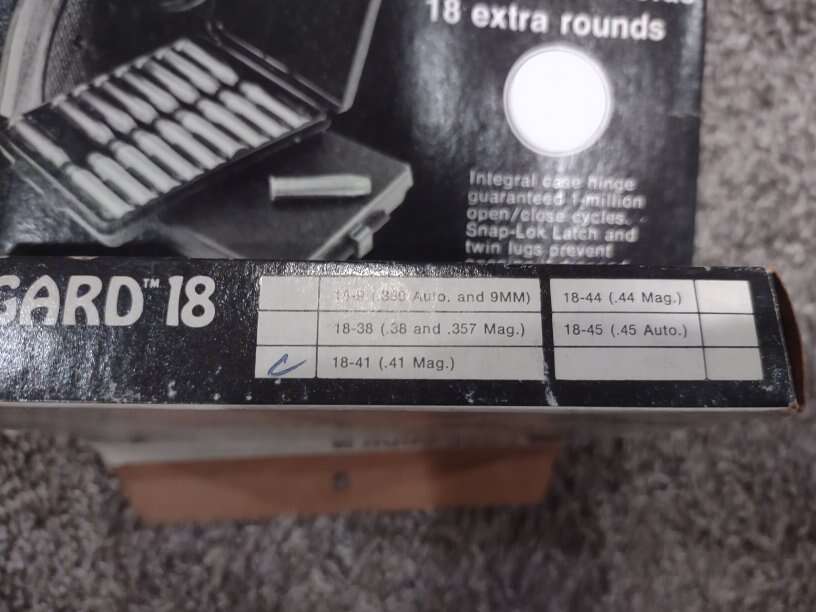 18 extra rounds
Integral case hinge
guaranteed 1-million
open/close cycles.
Snap-Lok Latch and
twin lugs prevent
GARD™ 18
18-9 (.380 Auto. and 9MM)
18-38 (.38 and .357 Mag.)
18-41 (.41 Mag.)
18-44 (.44 Mag.)
18-45 (.45 Auto.)